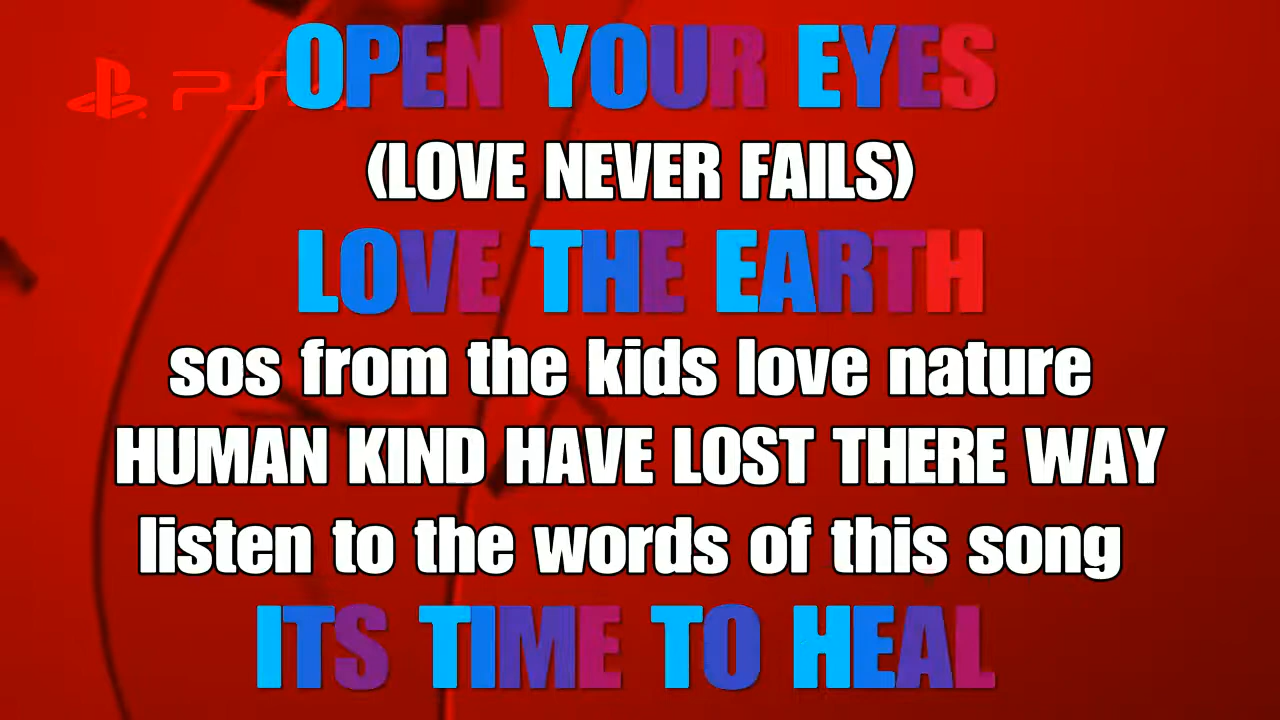 OPEN YOUR EYES
(LOVE NEVER FAILS)
LOVE THE EARTH
sos from the kids love nature
HUMAN KIND HAVE LOST THERE WAY
listen to the words of this song
ITS TIME TO HEAL